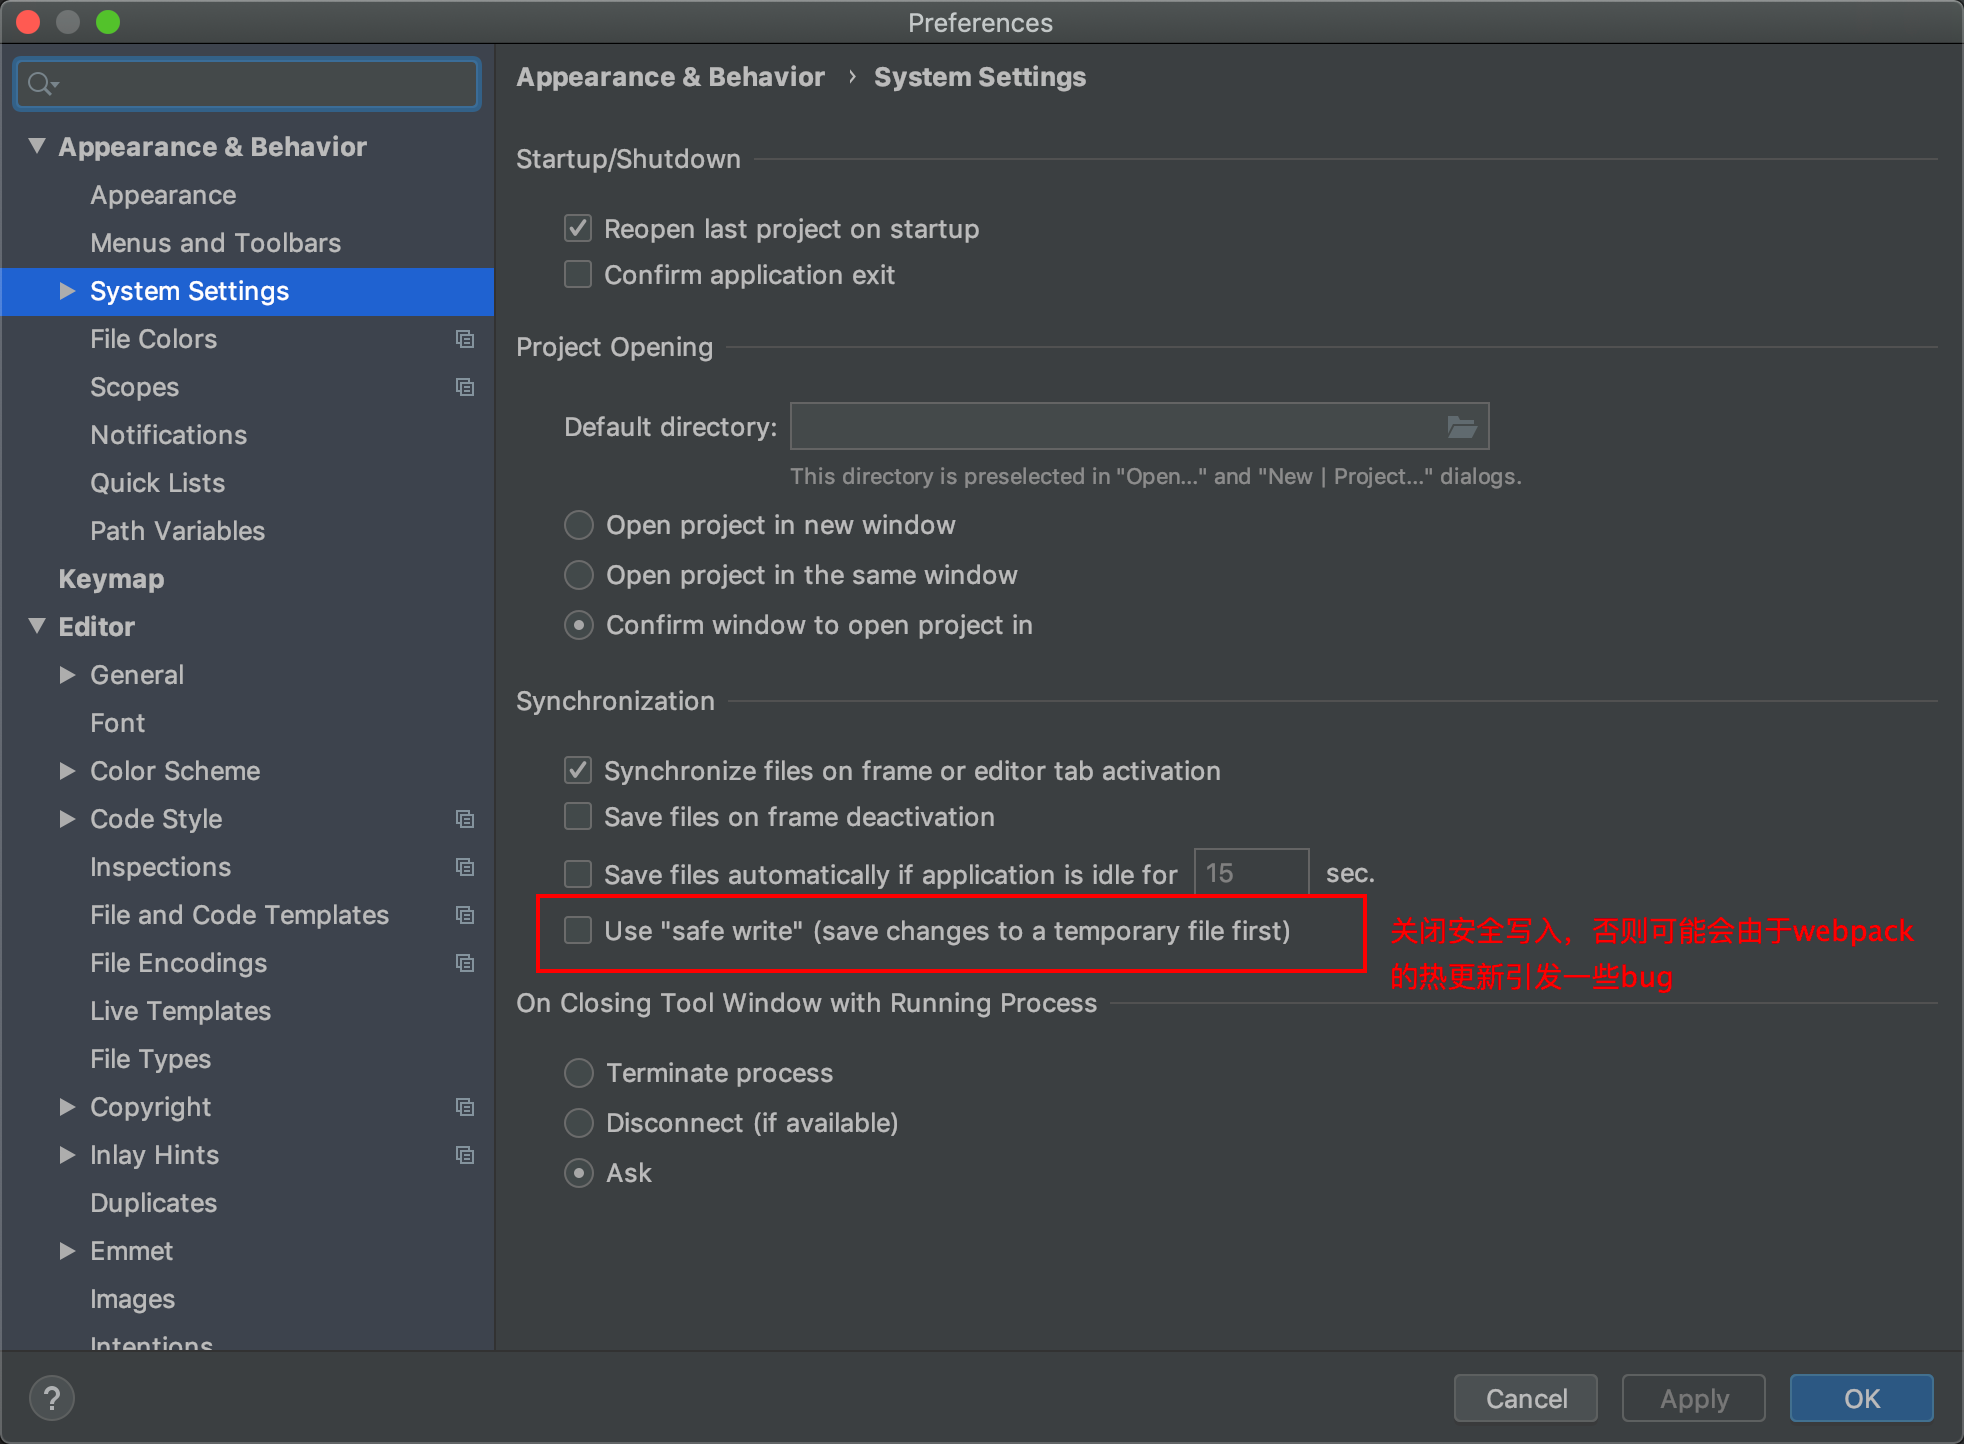 Preferences
Appearance & Behavior
Appearance
Menus and Toolbars
System Settings
File Colors
Scopes
Notifications
Quick Lists
Path Variables
Keymap
Editor
General
Font
Color Scheme
Code Style
Inspections
File and Code Templates
File Encodings
Live Templates
File Types
Copyright
Inlay Hints
Duplicates
Emmet
Images
Intentions
Appearance & Behavior › System Settings
Startup/Shutdown
Reopen last project on startup
Confirm application exit
Project Opening
Default directory:
This directory is preselected in "Open..." and "New | Project..." dialogs.
Open project in new window
Open project in the same window
Confirm window to open project in
Synchronization
Synchronize files on frame or editor tab activation
Save files on frame deactivation
Save files automatically if application is idle for 15 sec.
Use "safe write" (save changes to a temporary file first)
关闭安全写入，否则可能会由于webpack
的热更新引发一些bug
On Closing Tool Window with Running Process
Terminate process
Disconnect (if available)
Ask
?
Cancel
Apply
OK